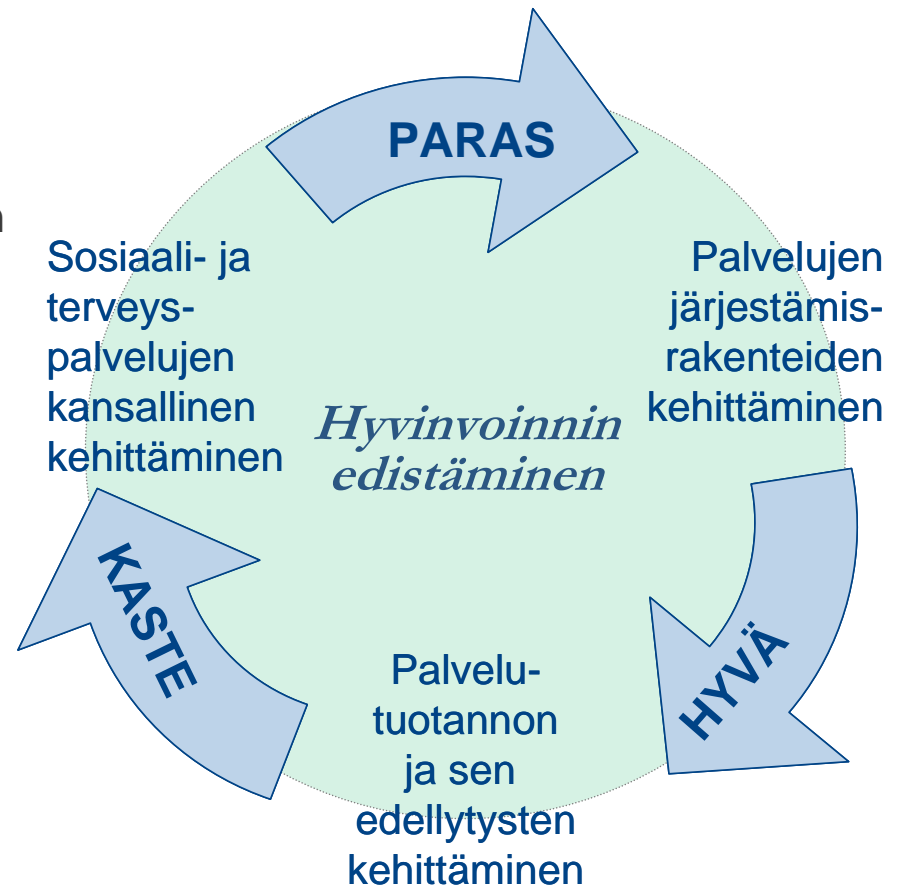 PARAS
Sosiaali- ja
terveys-
palvelujen
kansallinen
kehittäminen
Palvelujen
järjestämis-
rakenteiden
kehittäminen
Hyvinvoinnin
edistäminen
KASTE
HYVÄ
Palvelu-
tuotannon
ja sen
edellytysten
kehittäminen